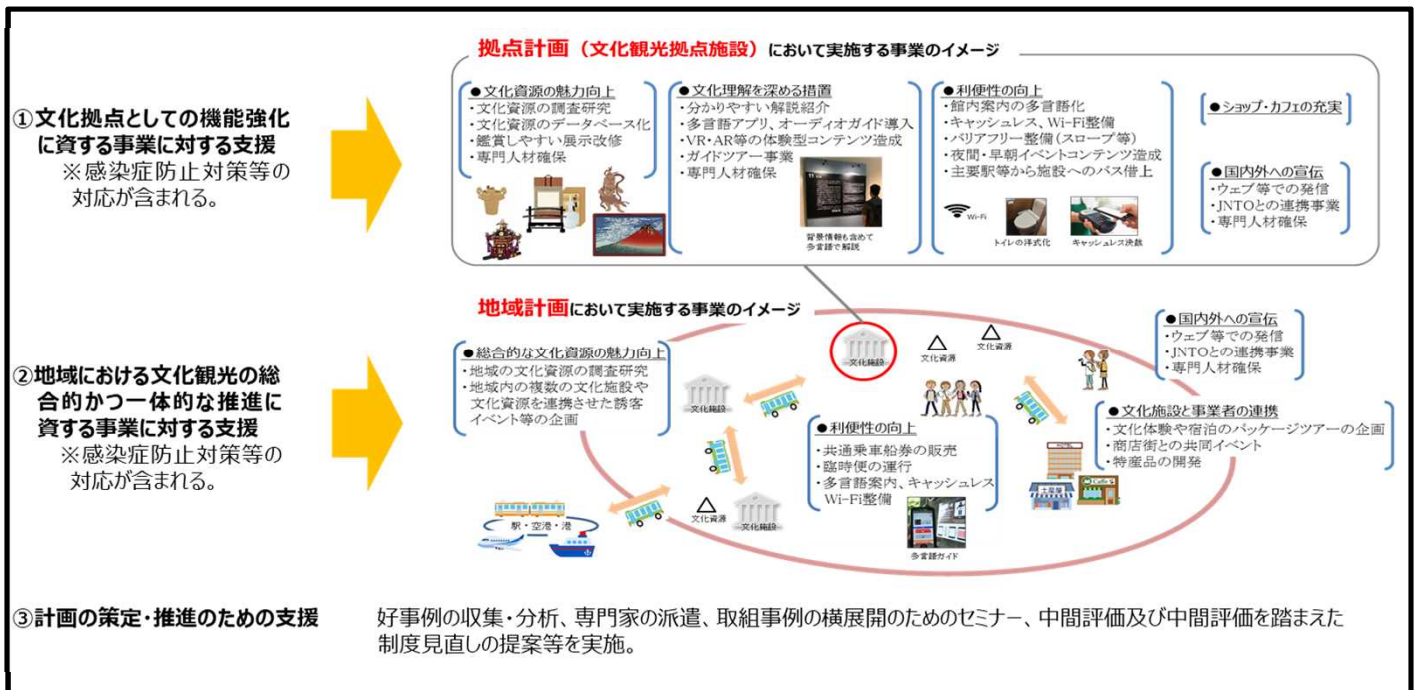 拠点計画（文化観光拠点施設）において実施する事業のイメージ
①文化拠点としての機能強化
に資する事業に対する支援
※感染症防止対策等の
対応が含まれる。
●文化資源の魅力向上
・文化資源の調査研究
・文化資源のデータベース化
・鑑賞しやすい展示改修
・専門人材確保
●文化理解を深める措置
・分かりやすい解説紹介
・多言語アプリ、オーディオガイド導入
・VR・AR等の体験型コンテンツ造成
・ガイドツアー事業
・専門人材確保
背景情報も含めて
多言語で解説
●利便性の向上
・館内案内の多言語化
・キャッシュレス、Wi-Fi整備
・バリアフリー整備(スロープ等)
・夜間・早朝イベントコンテンツ造成
・主要駅等から施設へのバス借上
Wi-Fi
トイレの洋式化
キャッシュレス決裁
●ショップ・カフェの充実
●国内外への宣伝
・ウェブ等での発信
・JNTOとの連携事業
・専門人材確保
地域計画において実施する事業のイメージ
②地域における文化観光の総
合的かつ一体的な推進に
資する事業に対する支援
※感染症防止対策等の
対応が含まれる。
●総合的な文化資源の魅力向上
・地域の文化資源の調査研究
・地域内の複数の文化施設や
文化資源を連携させた誘客
イベント等の企画
文化施設
文化施設
文化資源
文化資源
●国内外への宣伝
・ウェブ等での発信
・JNTOとの連携事業
・専門人材確保
●利便性の向上
・共通乗車船券の販売
・臨時便の運行
・多言語案内、キャッシュレス
Wi-Fi整備
多言語ガイド
●文化施設と事業者の連携
・文化体験や宿泊のパッケージツアーの企画
・商店街との共同イベント
・特産品の開発
HOTEL
土産屋
Cafe
駅・空港・港
文化資源
文化施設
③計画の策定・推進のための支援
好事例の収集・分析、専門家の派遣、取組事例の横展開のためのセミナー、中間評価及び中間評価を踏まえた
制度見直しの提案等を実施。